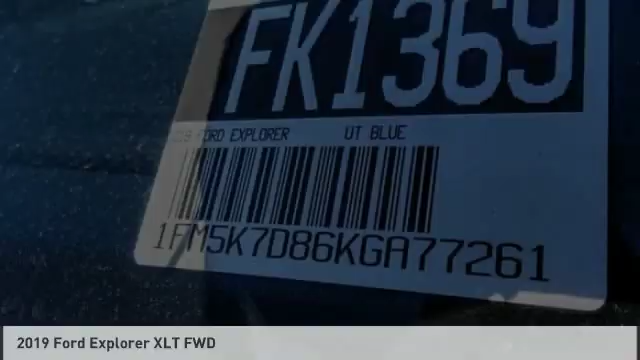 FK1369
FORD EXPLORER UT BLUE
1FM5K7D86KGA77261
2019 Ford Explorer XLT FWD